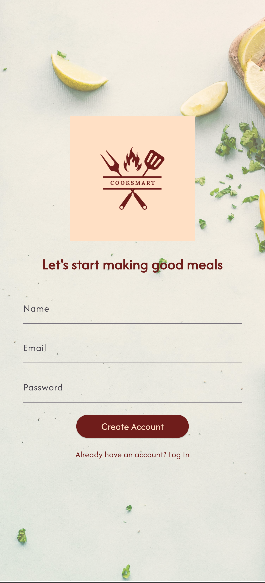 COOKSMART
Let's start making good meals
Name
Email
Password
Create Account
Already have an account? Log In